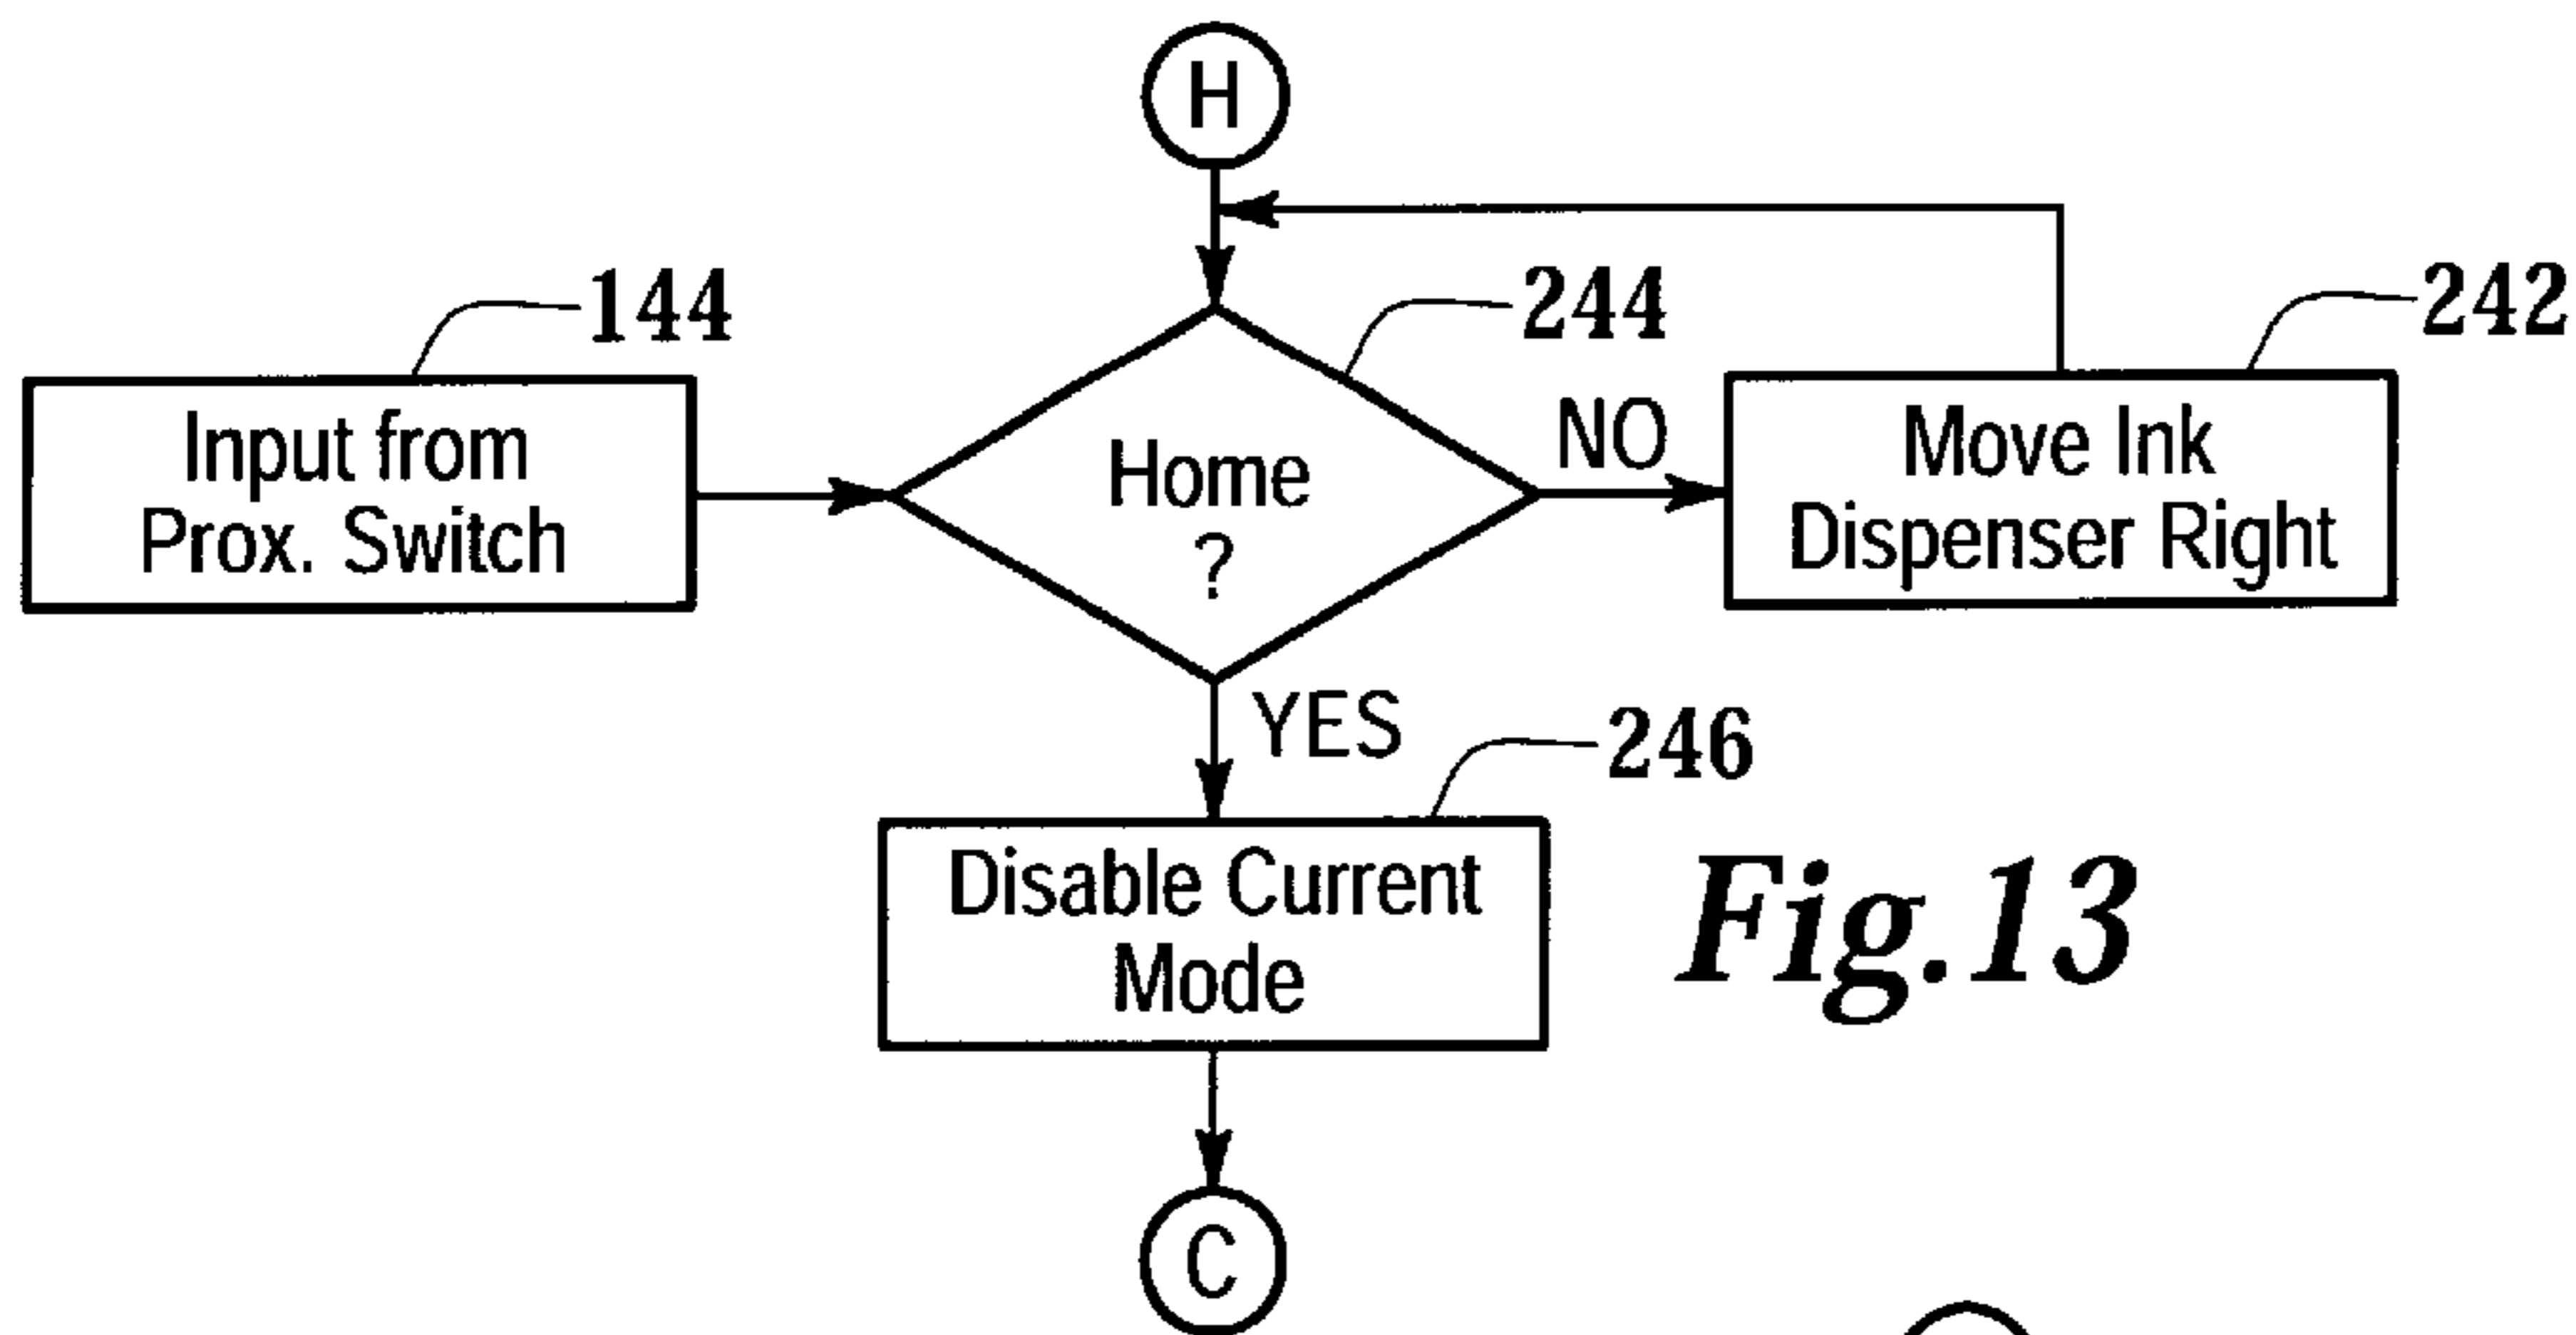 H
144
244
242
Input from
Prox. Switch
Home
?
NO
Move Ink
Dispenser Right
YES
246
Disable Current
Mode
Fig.13
C